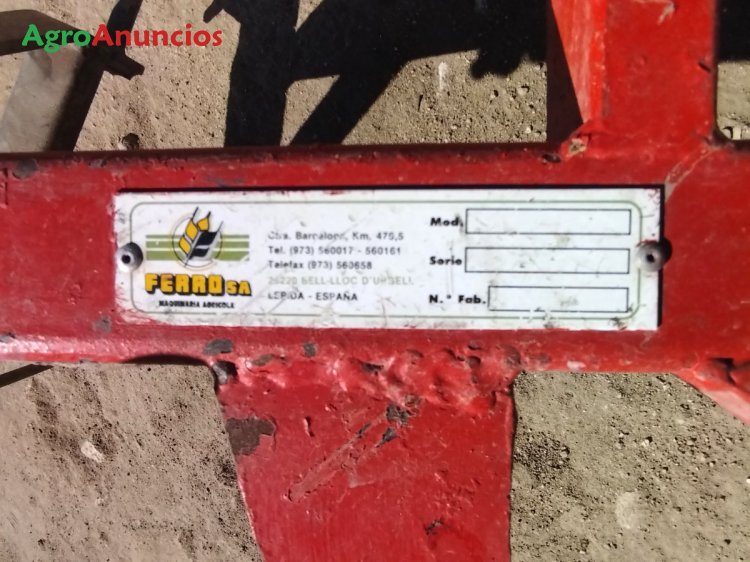 AgroAnuncios
FERRO SA
MAQUINARIA AGRICOLA
Ctra. Barcelona, Km. 476,5
Tel. (973) 560017 - 560161
Telefax (973) 560658
25220 BELL-LLOC D'URGELL
LERIDA - ESPAÑA
Mod.
Serie
N.° Fab.